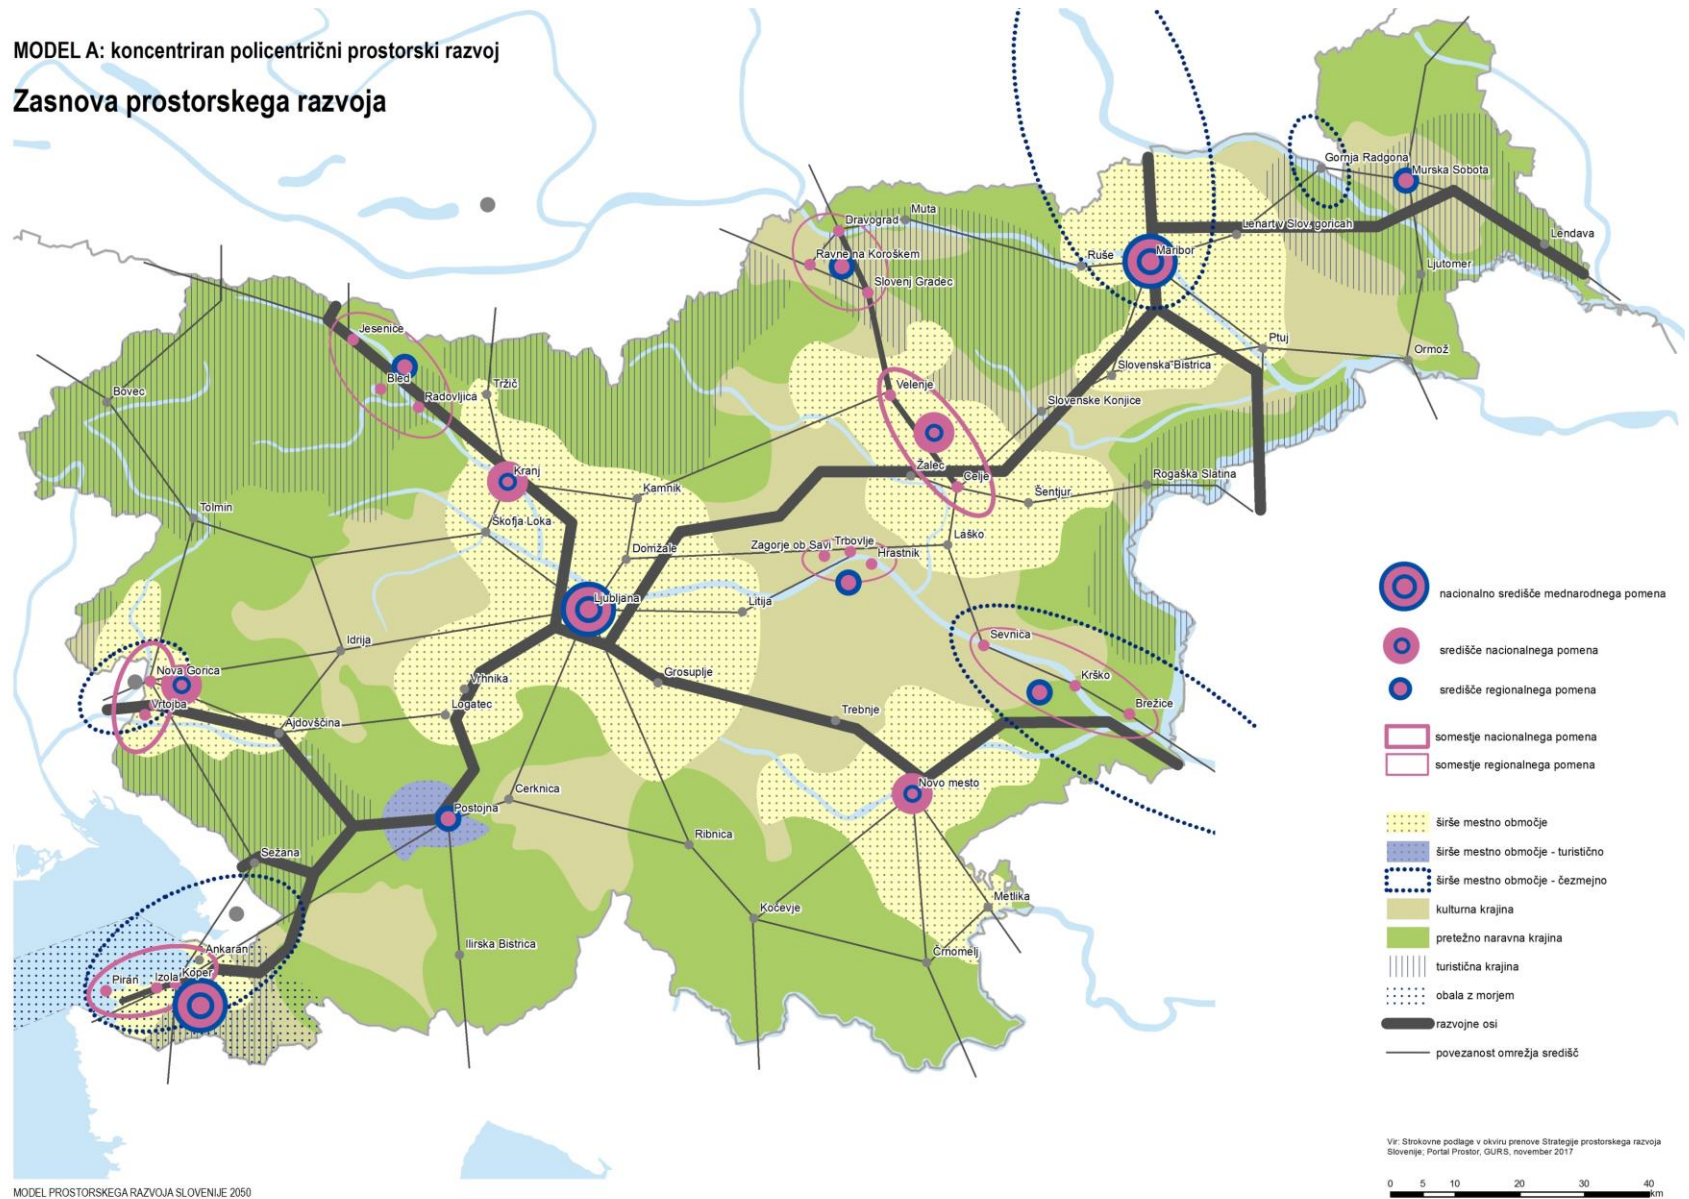 MODEL A: koncentriran policentrični prostorski razvoj
Zasnova prostorskega razvoja
Gornja Radgona
Murska Sobota
Dravograd
Muta
Lenart v Slov. goricah
Lendava
Ravne na Koroškem
Ruše
Maribor
Ljutomer
Slovenj Gradec
Jesenice
Ptuj
Ormož
Bled
Tržič
Slovenska Bistrica
Bovec
Radovljica
Velenje
Slovenske Konjice
Kranj
Žalec
Celje
Rogaška Slatina
Kamnik
Šentjur
Tolmin
Škofja Loka
Domžale
Zagorje ob Savi
Trbovlje
Hrastnik
Laško
Ljubljana
Litija
Idrija
Sevnica
Nova Gorica
Vrhnika
Grosuplje
Krško
Vrtojba
Logatec
Brežice
Ajdovščina
Trebnje
Novo mesto
Cerknica
Postojna
Ribnica
Sežana
Metlika
Kočevje
Ankaran
Ilirska Bistrica
Črnomelj
Piran
Izola
Koper
nacionalno središče mednarodnega pomena
središče nacionalnega pomena
središče regionalnega pomena
somestje nacionalnega pomena
somestje regionalnega pomena
širše mestno območje
širše mestno območje - turistično
širše mestno območje - čezmejno
kulturna krajina
pretežno naravna krajina
turistična krajina
obala z morjem
razvojne osi
povezanost omrežja središč
Vir: Strokovne podlage v okviru prenove Strategije prostorskega razvoja
Slovenije; Portal Prostor, GURS, november 2017
0 5 10 20 30 40
km
MODEL PROSTORSKEGA RAZVOJA SLOVENIJE 2050